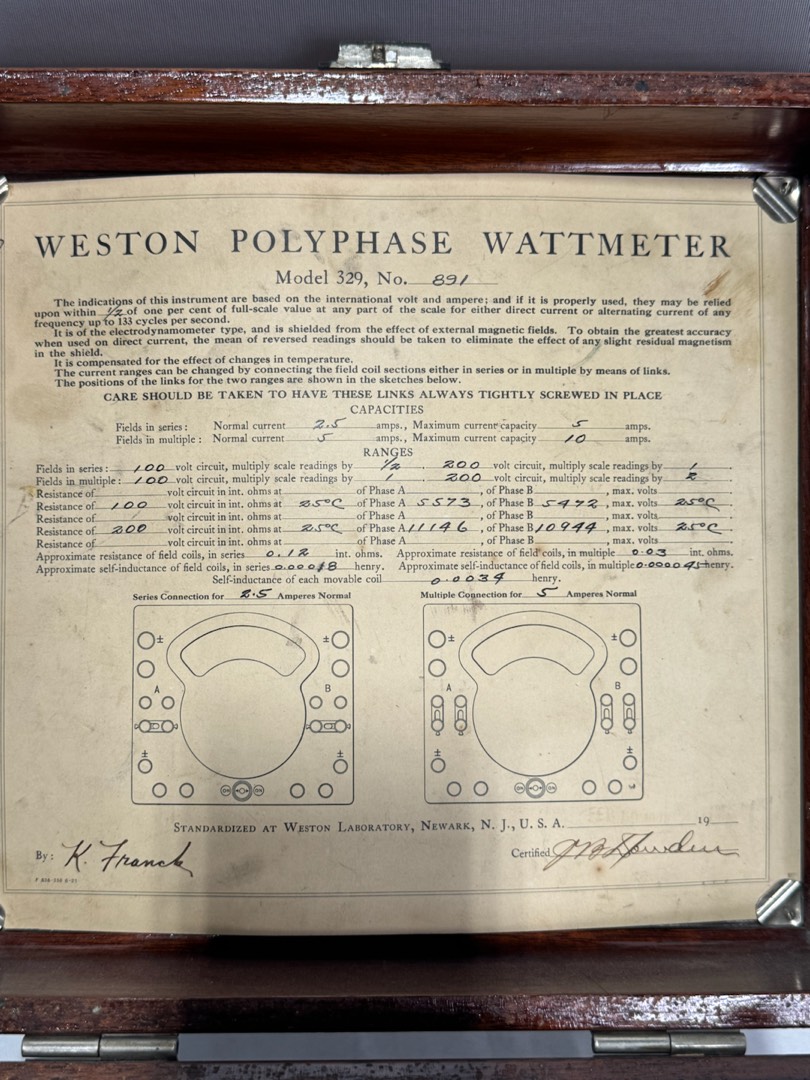 WESTON POLYPHASE WATTMETER
Model 329, No. 891
The indications of this instrument are based on the international volt and ampere; and if it is properly used, they may be relied
upon within 1/2 of one per cent of full-scale value at any part of the scale for either direct current or alternating current of any
frequency up to 133 cycles per second.
It is of the electrodynamometer type, and is shielded from the effect of external magnetic fields. To obtain the greatest accuracy
when used on direct current, the mean of reversed readings should be taken to eliminate the effect of any slight residual magnetism
in the shield.
It is compensated for the effect of changes in temperature.
The current ranges can be changed by connecting the field coil sections either in series or in multiple by means of links.
The positions of the links for the two ranges are shown in the sketches below.
CARE SHOULD BE TAKEN TO HAVE THESE LINKS ALWAYS TIGHTLY SCREWED IN PLACE
CAPACITIES
Fields in series: Normal current 2.5 amps., Maximum current capacity 5 amps.
Fields in multiple: Normal current 5 amps., Maximum current capacity 10 amps.
RANGES
Fields in series: 100 volt circuit, multiply scale readings by 1/2 . 200 volt circuit, multiply scale readings by 1 .
Fields in multiple: 100 volt circuit, multiply scale readings by 1 200 volt circuit, multiply scale readings by 2 .
Resistance of volt circuit in int. ohms at of Phase A , of Phase B , max. volts .
Resistance of 100 volt circuit in int. ohms at 25°C of Phase A 5573 , of Phase B 5472 , max. volts 25°C .
Resistance of volt circuit in int. ohms at of Phase A , of Phase B , max. volts .
Resistance of 200 volt circuit in int. ohms at 25°C of Phase A 11146 , of Phase B 10944 , max. volts 25°C .
Resistance of volt circuit in int. ohms at of Phase A , of Phase B , max. volts .
Approximate resistance of field coils, in series 0.12 int. ohms. Approximate resistance of field coils, in multiple 0.03 int. ohms.
Approximate self-inductance of field coils, in series 0.00018 henry. Approximate self-inductance of field coils, in multiple 0.000045 henry.
Self-inductance of each movable coil 0.0034 henry.
Series Connection for 2.5 Amperes Normal
Multiple Connection for 5 Amperes Normal
± ± ± ±
A B A B
± ± ± ±
ON ON ON ON
STANDARDIZED AT WESTON LABORATORY, NEWARK, N. J., U. S. A. 19
By: K. Franck
Certified